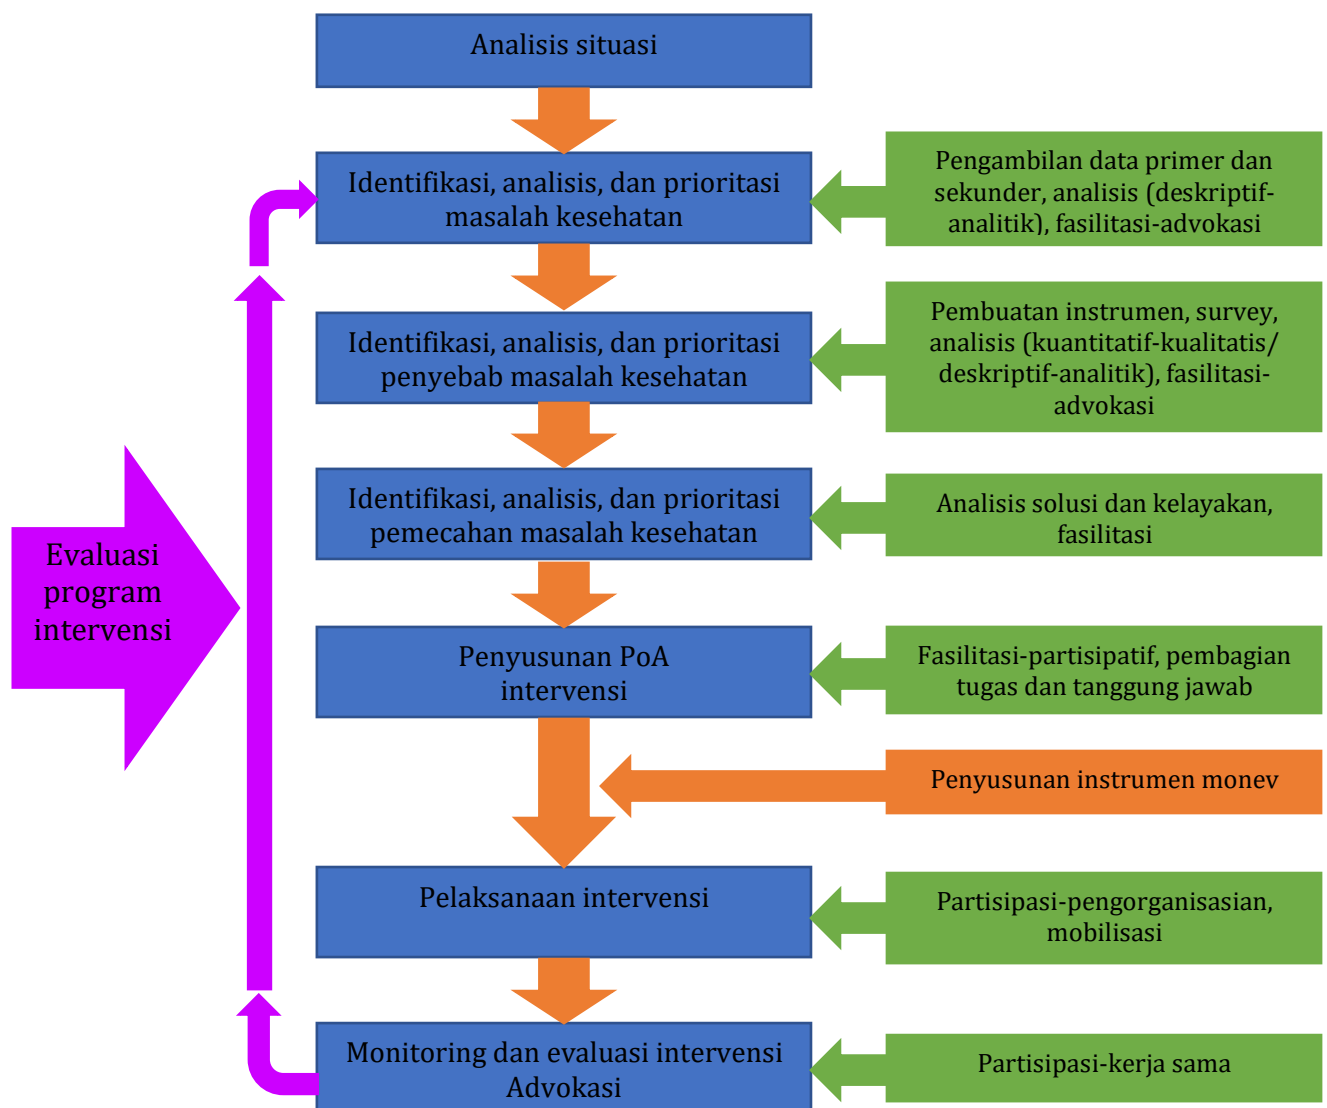 Analisis situasi
Identifikasi, analisis, dan prioritasi
masalah kesehatan
Pengambilan data primer dan
sekunder, analisis (deskriptif-
analitik), fasilitasi-advokasi
Identifikasi, analisis, dan prioritasi
penyebab masalah kesehatan
Pembuatan instrumen, survey,
analisis (kuantitatif-kualitatis/
deskriptif-analitik), fasilitasi-
advokasi
Identifikasi, analisis, dan prioritasi
pemecahan masalah kesehatan
Analisis solusi dan kelayakan,
fasilitasi
Evaluasi
program
intervensi
Penyusunan PoA
intervensi
Fasilitasi-partisipatif, pembagian
tugas dan tanggung jawab
Penyusunan instrumen monev
Pelaksanaan intervensi
Partisipasi-pengorganisasian,
mobilisasi
Monitoring dan evaluasi intervensi
Advokasi
Partisipasi-kerja sama